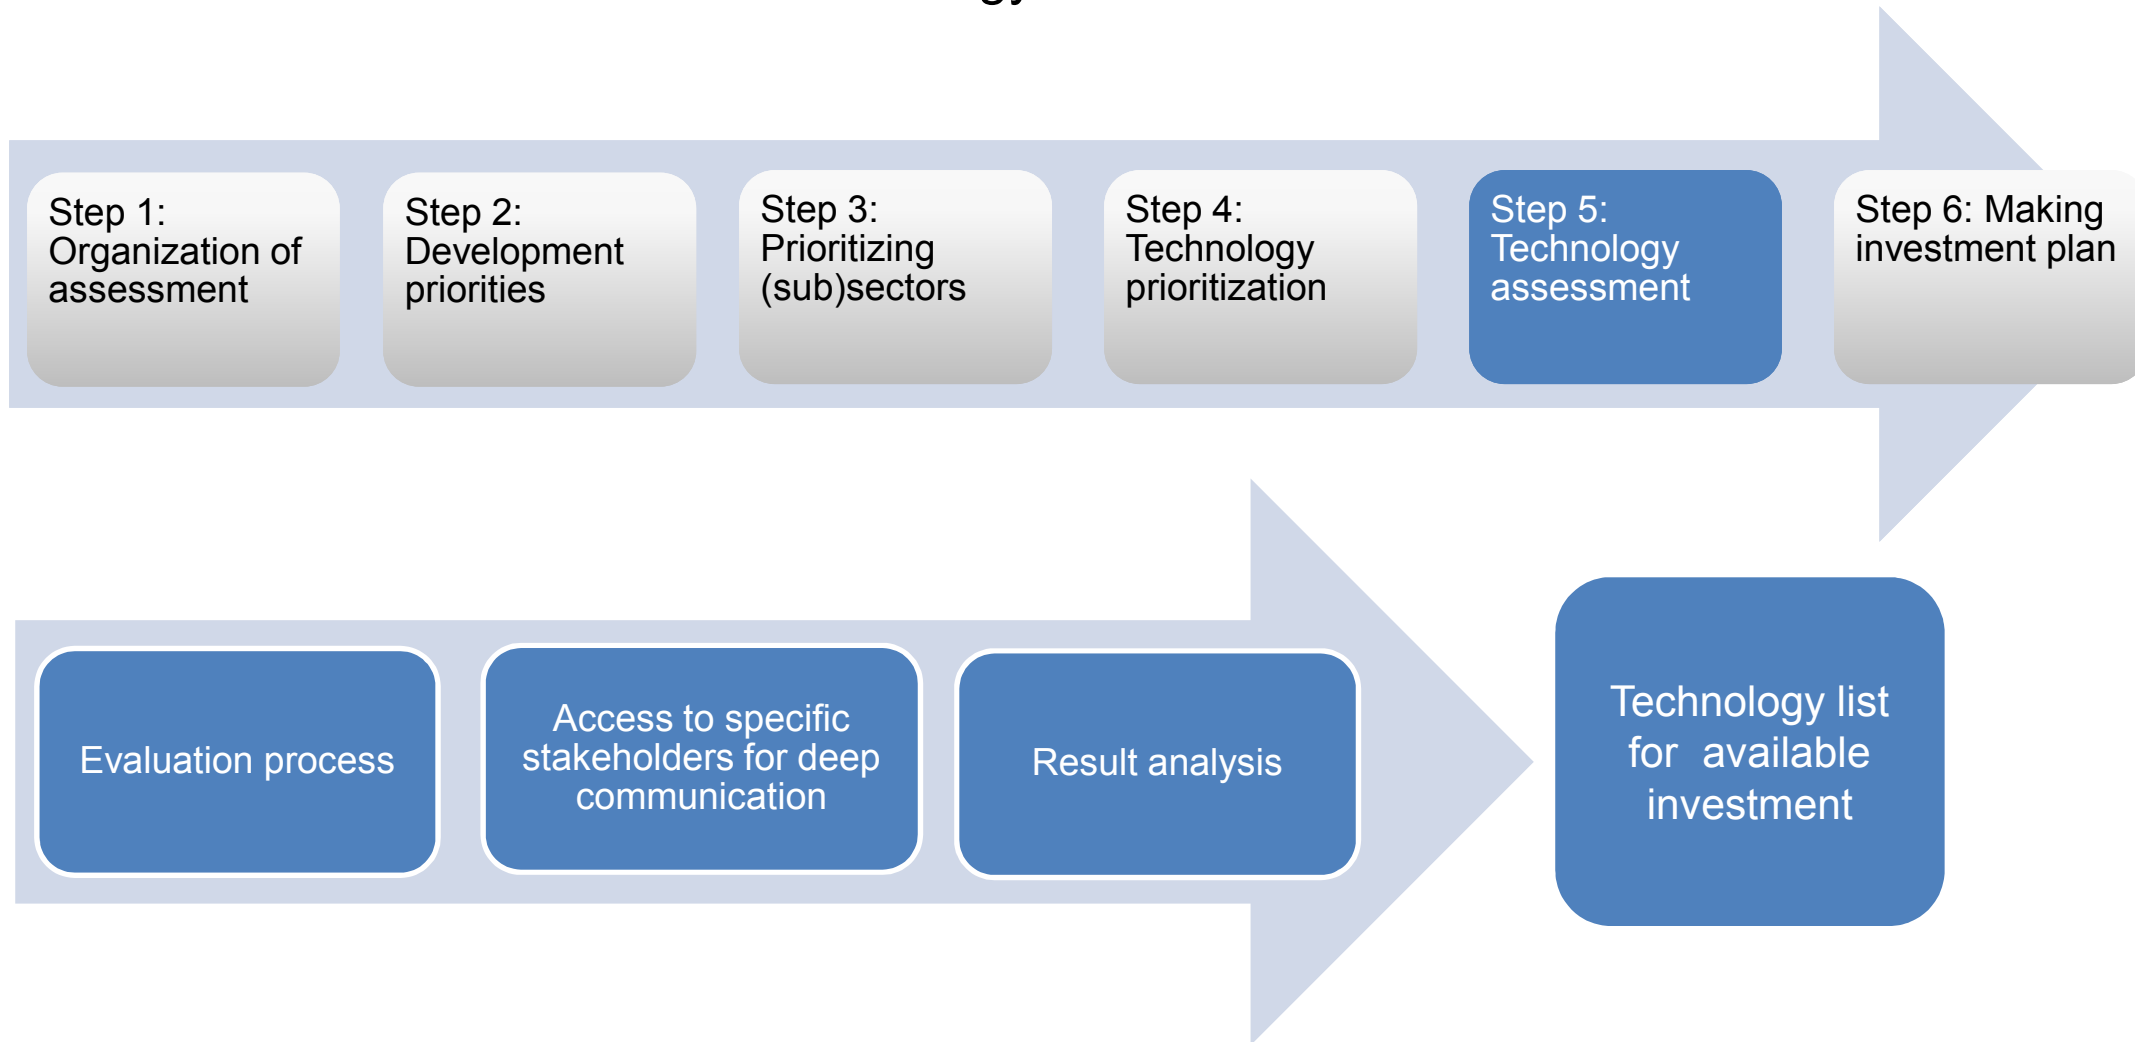 Step 1:
Organization of
assessment
Step 2:
Development
priorities
Step 3:
Prioritizing
(sub)sectors
Step 4:
Technology
prioritization
Step 5:
Technology
assessment
Step 6: Making
investment plan
Evaluation process
Access to specific
stakeholders for deep
communication
Result analysis
Technology list
for available
investment